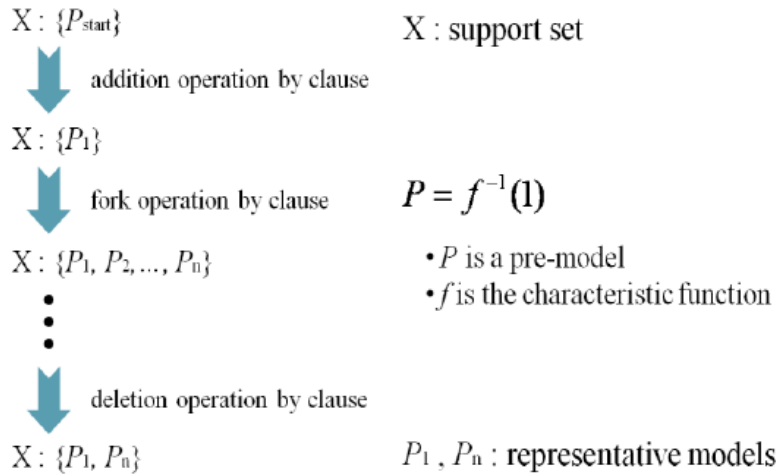 X : {Pstart}
X : support set
addition operation by clause
X : {P1}
fork operation by clause
P = f⁻¹(1)
X : {P1, P2, ..., Pn}
•P is a pre-model
•f is the characteristic function
deletion operation by clause
X : {P1, Pn}
P1 , Pn : representative models